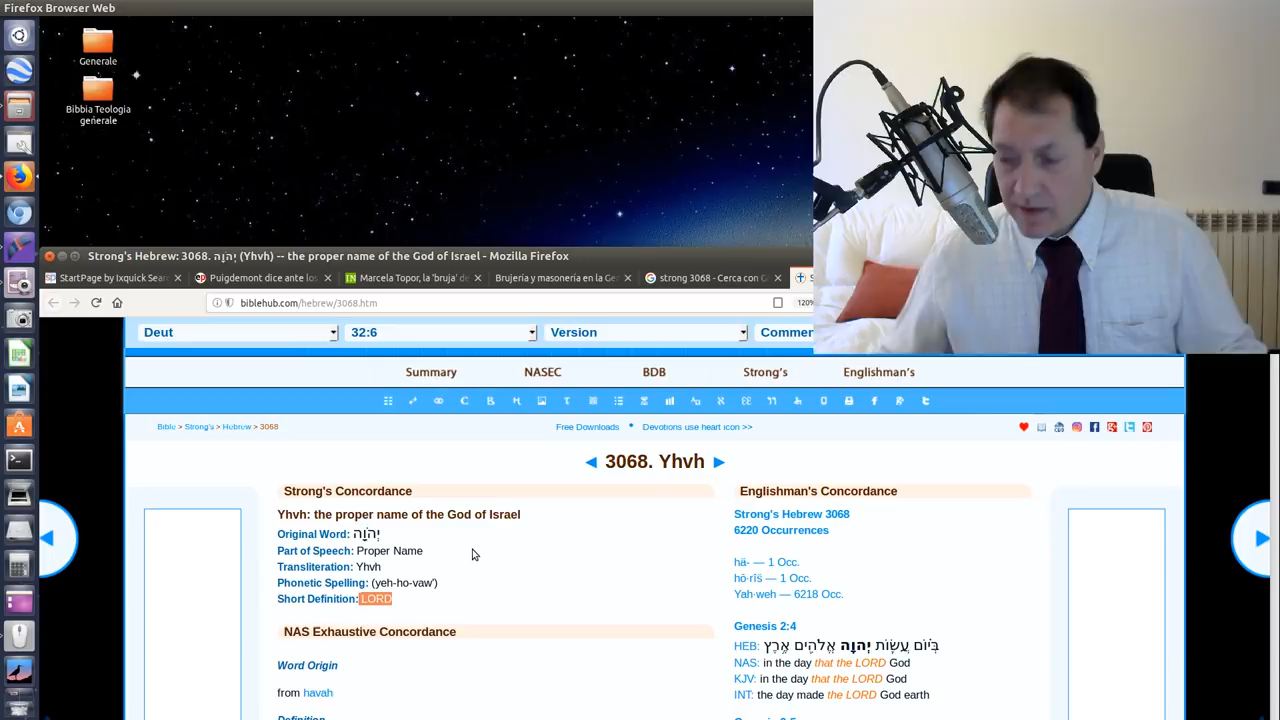 Firefox Browser Web
Generale
Bibbia Teologia
generale
Strong's Hebrew: 3068. יְהֹוָה (Yhvh) -- the proper name of the God of Israel - Mozilla Firefox
StartPage by Ixquick Sear
Puigdemont dice ante los
Marcela Topor, la 'bruja' de
Brujería y masonería en la Ge
strong 3068 - Cerca con G
biblehub.com/hebrew/3068.htm
120%
Deut
32:6
Version
Comme
Summary
NASEC
BDB
Strong's
Englishman's
Bible > Strong's > Hebrew > 3068
Free Downloads
Devotions use heart icon >>
◄ 3068. Yhvh ►
Strong's Concordance
Yhvh: the proper name of the God of Israel
Original Word: יְהֹוָה
Part of Speech: Proper Name
Transliteration: Yhvh
Phonetic Spelling: (yeh-ho-vaw')
Short Definition: LORD
NAS Exhaustive Concordance
Word Origin
from havah
Definition
Englishman's Concordance
Strong's Hebrew 3068
6220 Occurrences
hā- — 1 Occ.
hō·rîš — 1 Occ.
Yah·weh — 6218 Occ.
Genesis 2:4
HEB: בְּי֗וֹם עֲשׂ֛וֹת יְהוָ֥ה אֱלֹהִ֖ים אֶ֥רֶץ
NAS: in the day that the LORD God
KJV: in the day that the LORD God
INT: the day made the LORD God earth